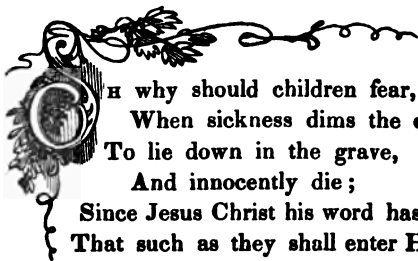 OH why should children fear,
When sickness dims the
To lie down in the grave,
And innocently die;
Since Jesus Christ his word has
That such as they shall enter